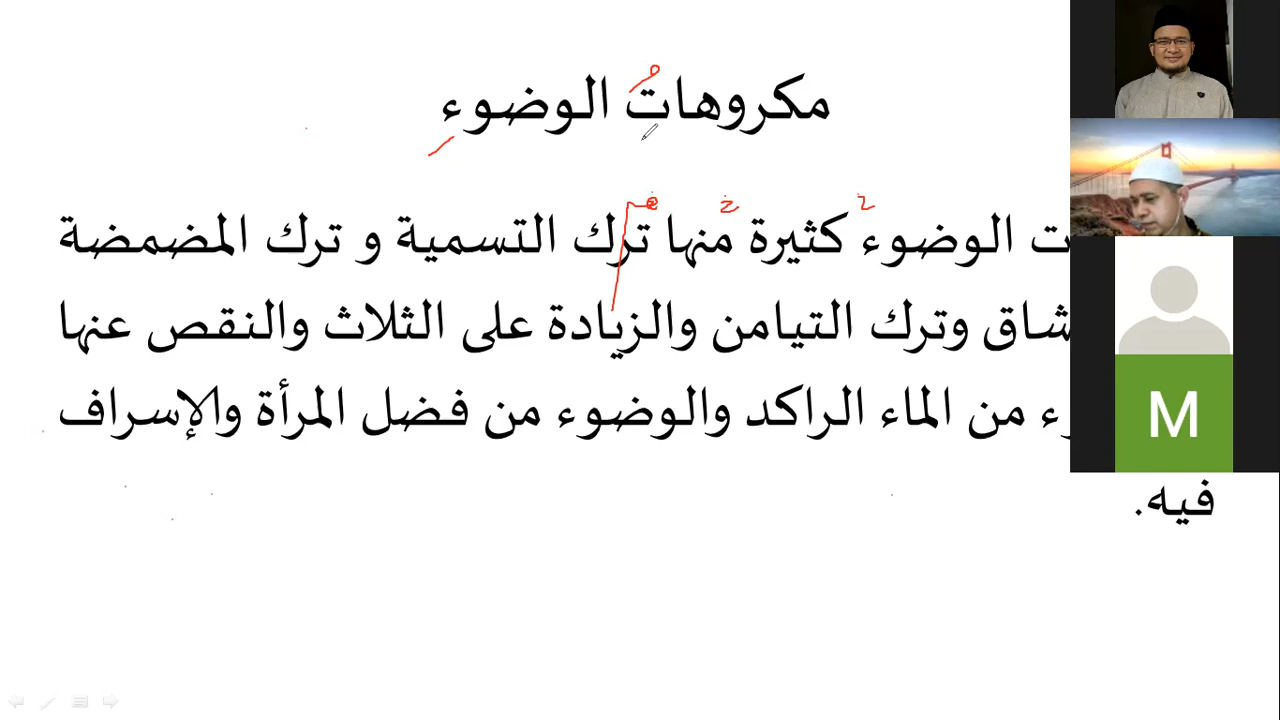 مكروهاتُ الوضوء
الوضوء كثيرة منها ترك التسمية و ترك المضمضة
وترك التيامن والزيادة على الثلاث والنقص عنها
من الماء الراكد والوضوء من فضل المرأة والإسراف
فيه.
M